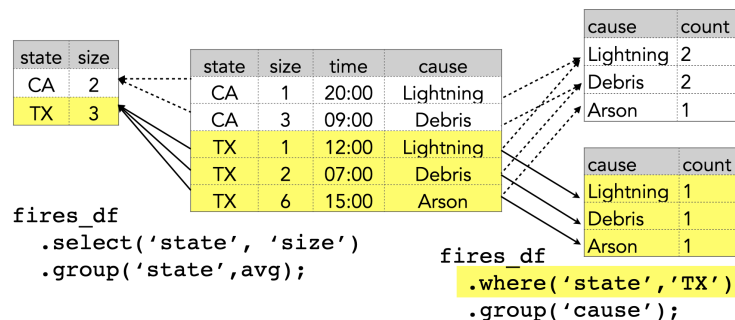 state size
CA 2
TX 3
fires_df
.select(‘state’, ‘size’)
.group(‘state’,avg);
state size time cause
CA 1 20:00 Lightning
CA 3 09:00 Debris
TX 1 12:00 Lightning
TX 2 07:00 Debris
TX 6 15:00 Arson
cause count
Lightning 2
Debris 2
Arson 1
cause count
Lightning 1
Debris 1
Arson 1
fires_df
.where(‘state’,’TX’)
.group(‘cause’);